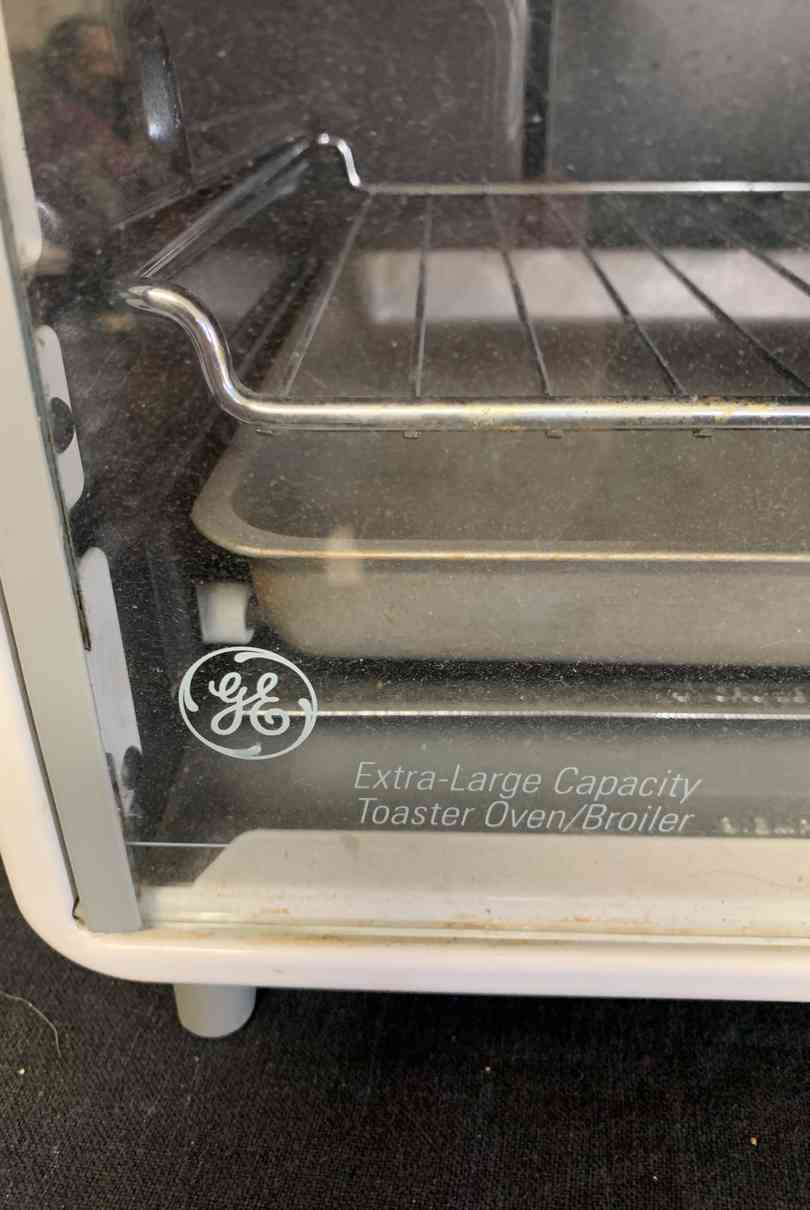 GE
Extra-Large Capacity
Toaster Oven/Broiler